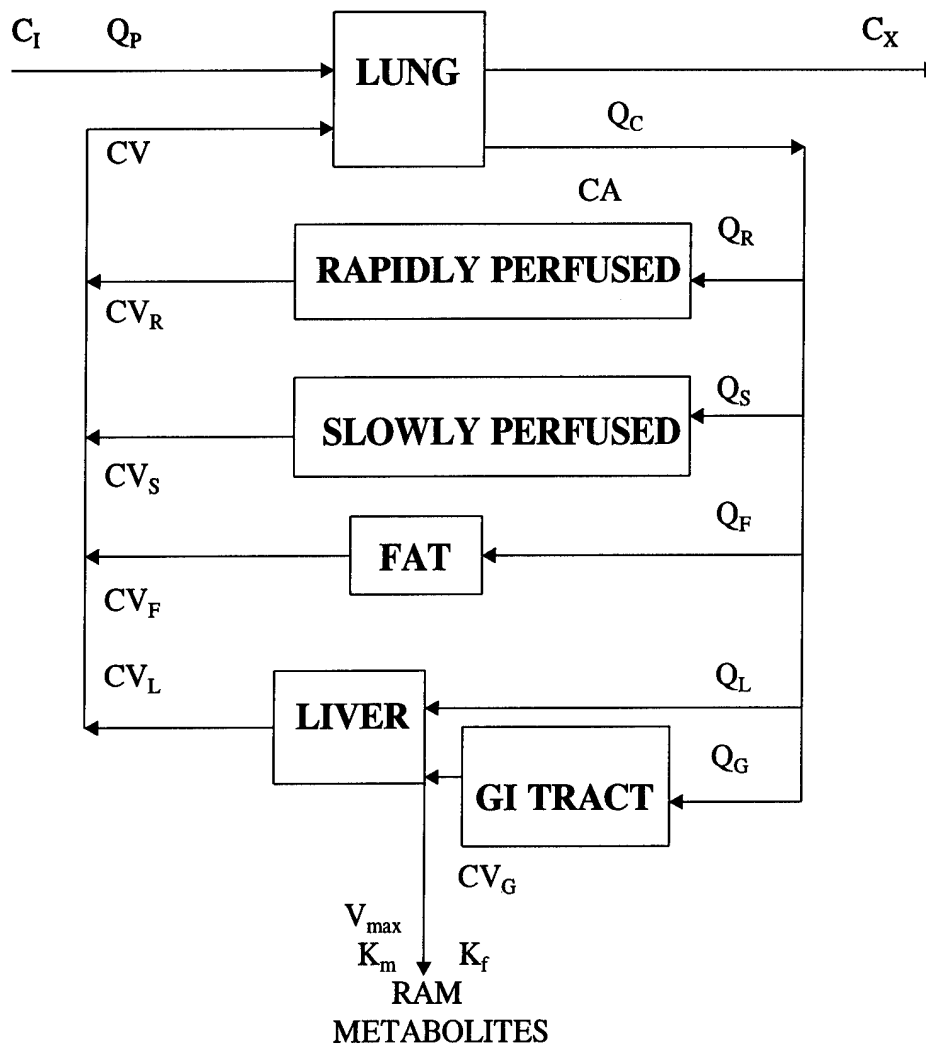 C_I Q_P C_X
LUNG
Q_C
CV
CA
Q_R
RAPIDLY PERFUSED
CV_R
Q_S
SLOWLY PERFUSED
CV_S
Q_F
FAT
CV_F
CV_L
Q_L
LIVER
Q_G
GI TRACT
CV_G
V_max
K_m K_f
RAM
METABOLITES